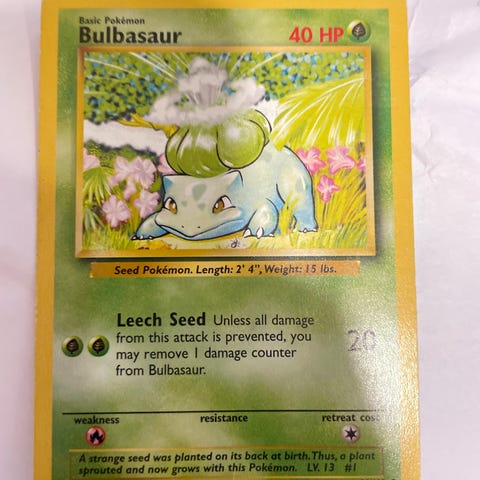 Basic Pokémon
Bulbasaur 40 HP
Seed Pokémon. Length: 2' 4", Weight: 15 lbs.
Leech Seed Unless all damage
from this attack is prevented, you
may remove 1 damage counter
from Bulbasaur.
20
weakness resistance retreat cost
A strange seed was planted on its back at birth. Thus, a plant
sprouted and now grows with this Pokémon. LV. 13 #1